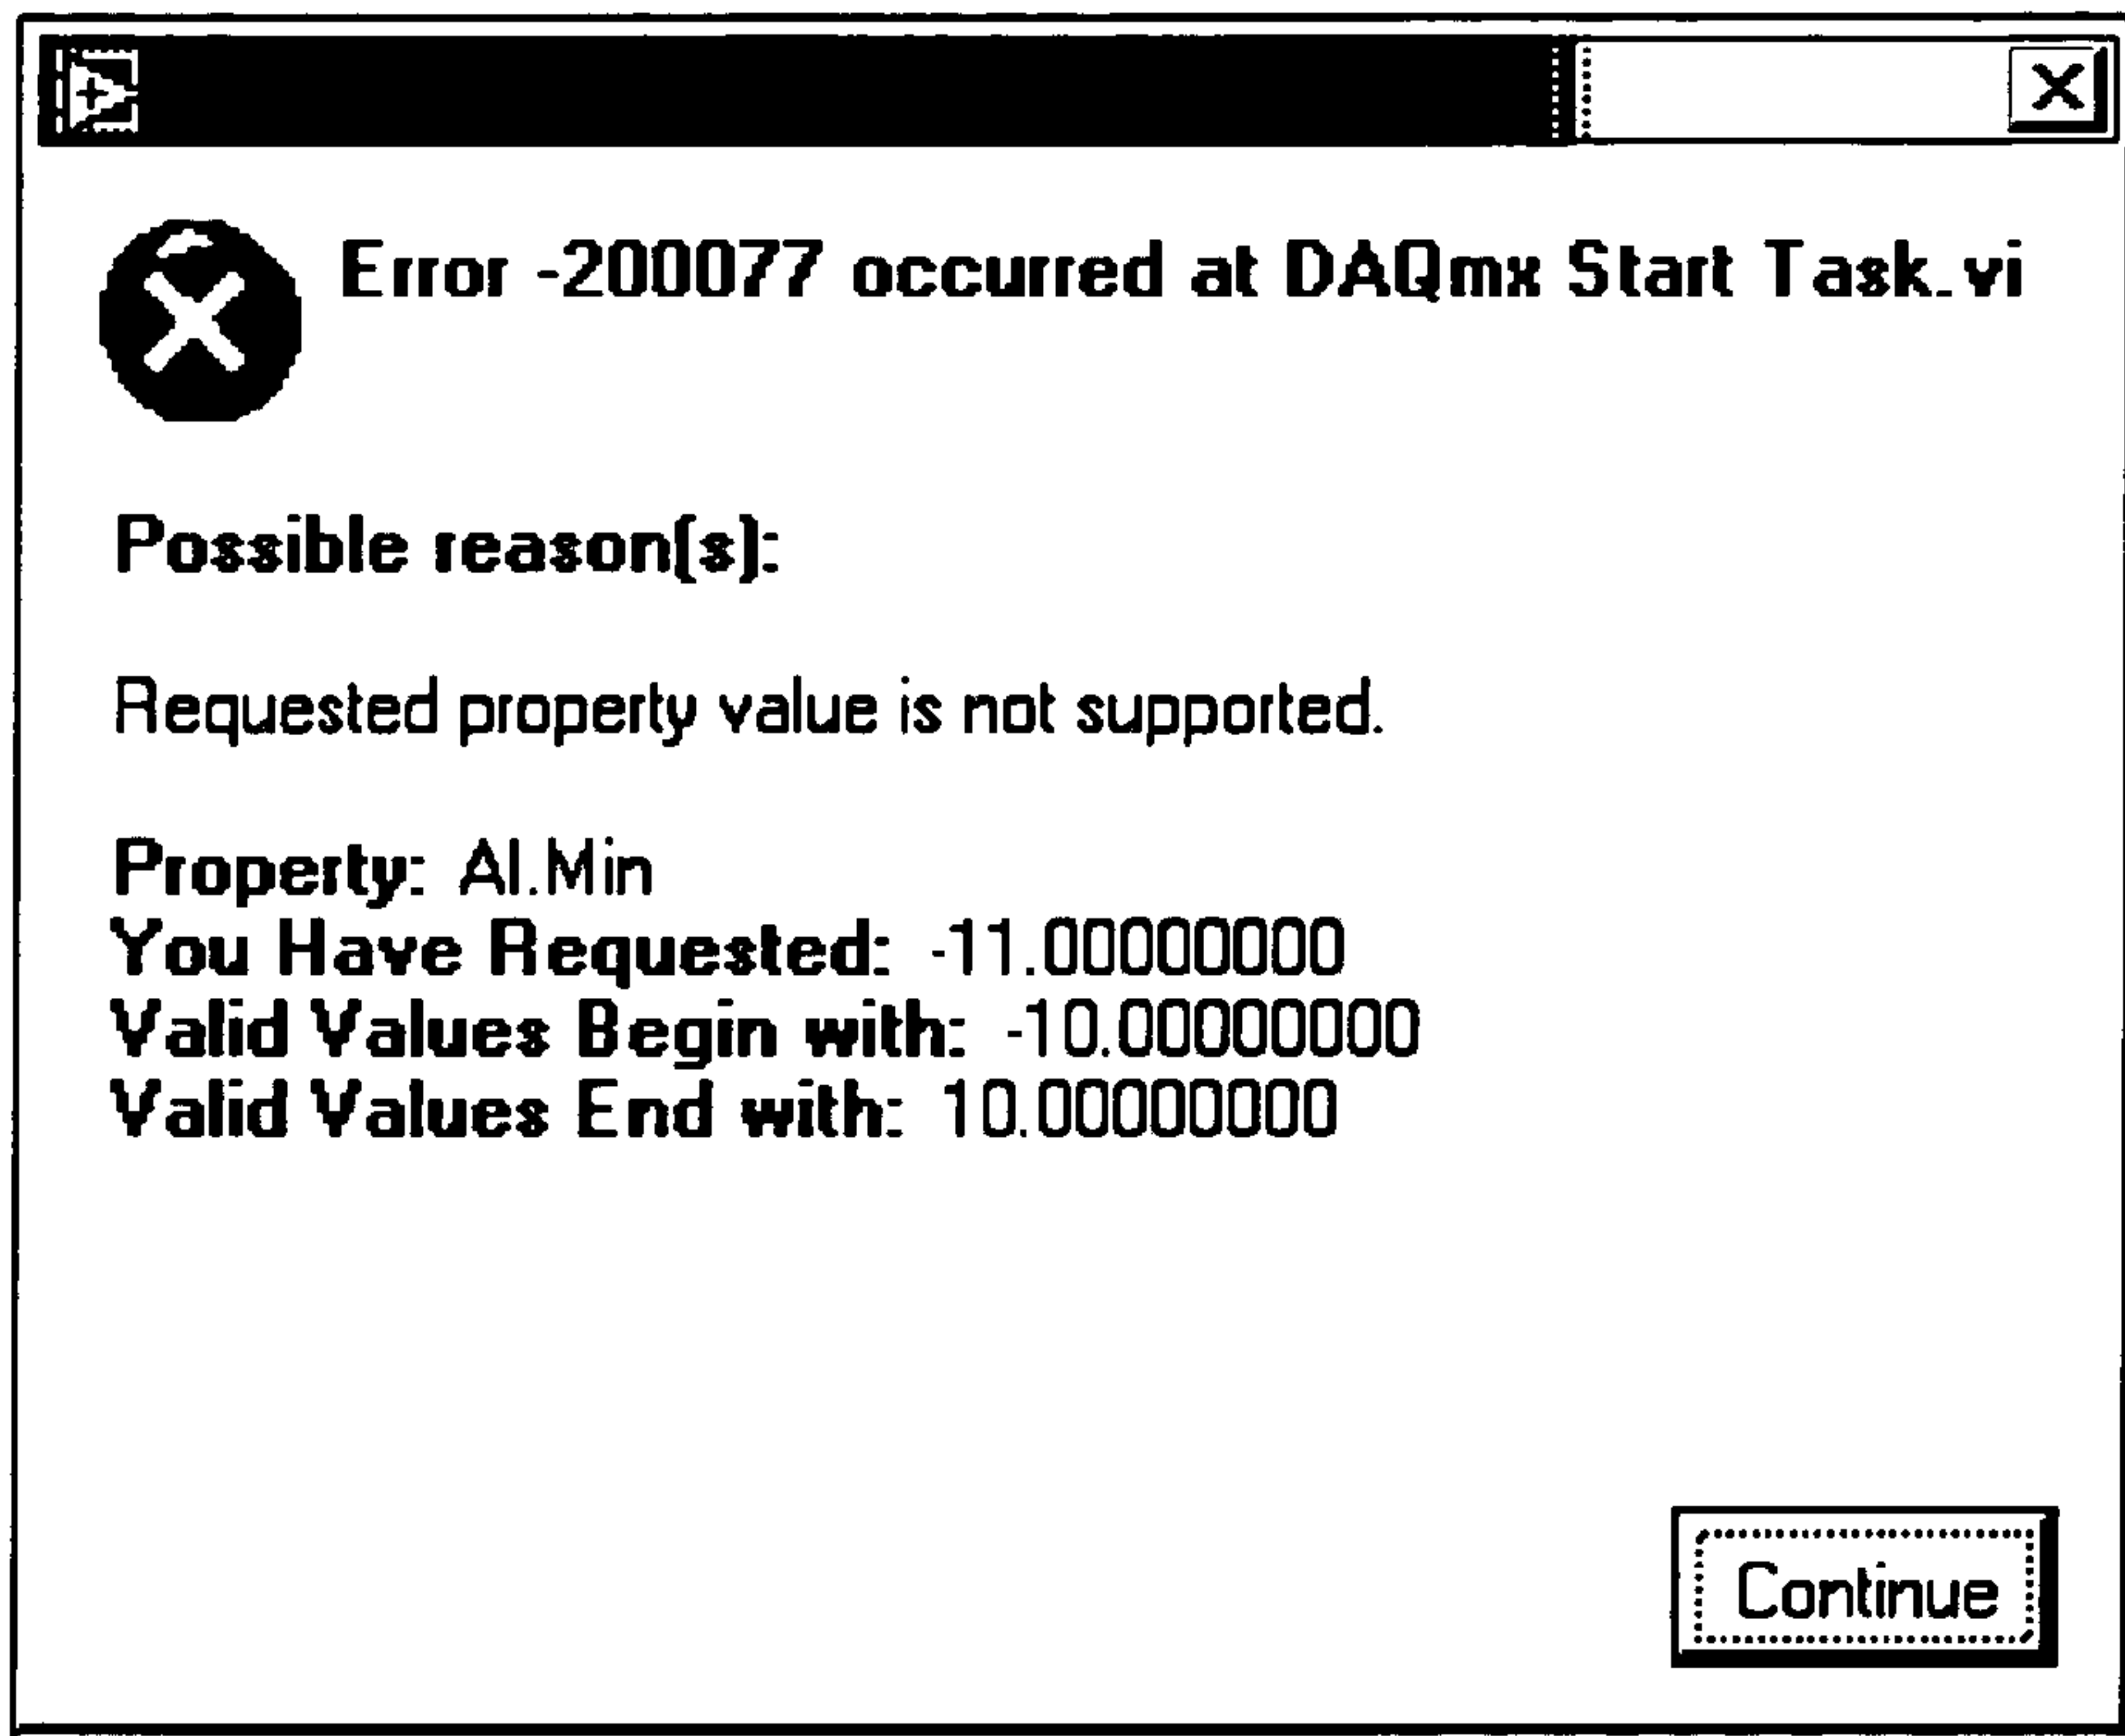 Error -200077 occurred at DAQmx Start Task.vi
Possible reason(s):
Requested property value is not supported.
Property: AI.Min
You Have Requested: -11.00000000
Valid Values Begin with: -10.00000000
Valid Values End with: 10.00000000
Continue